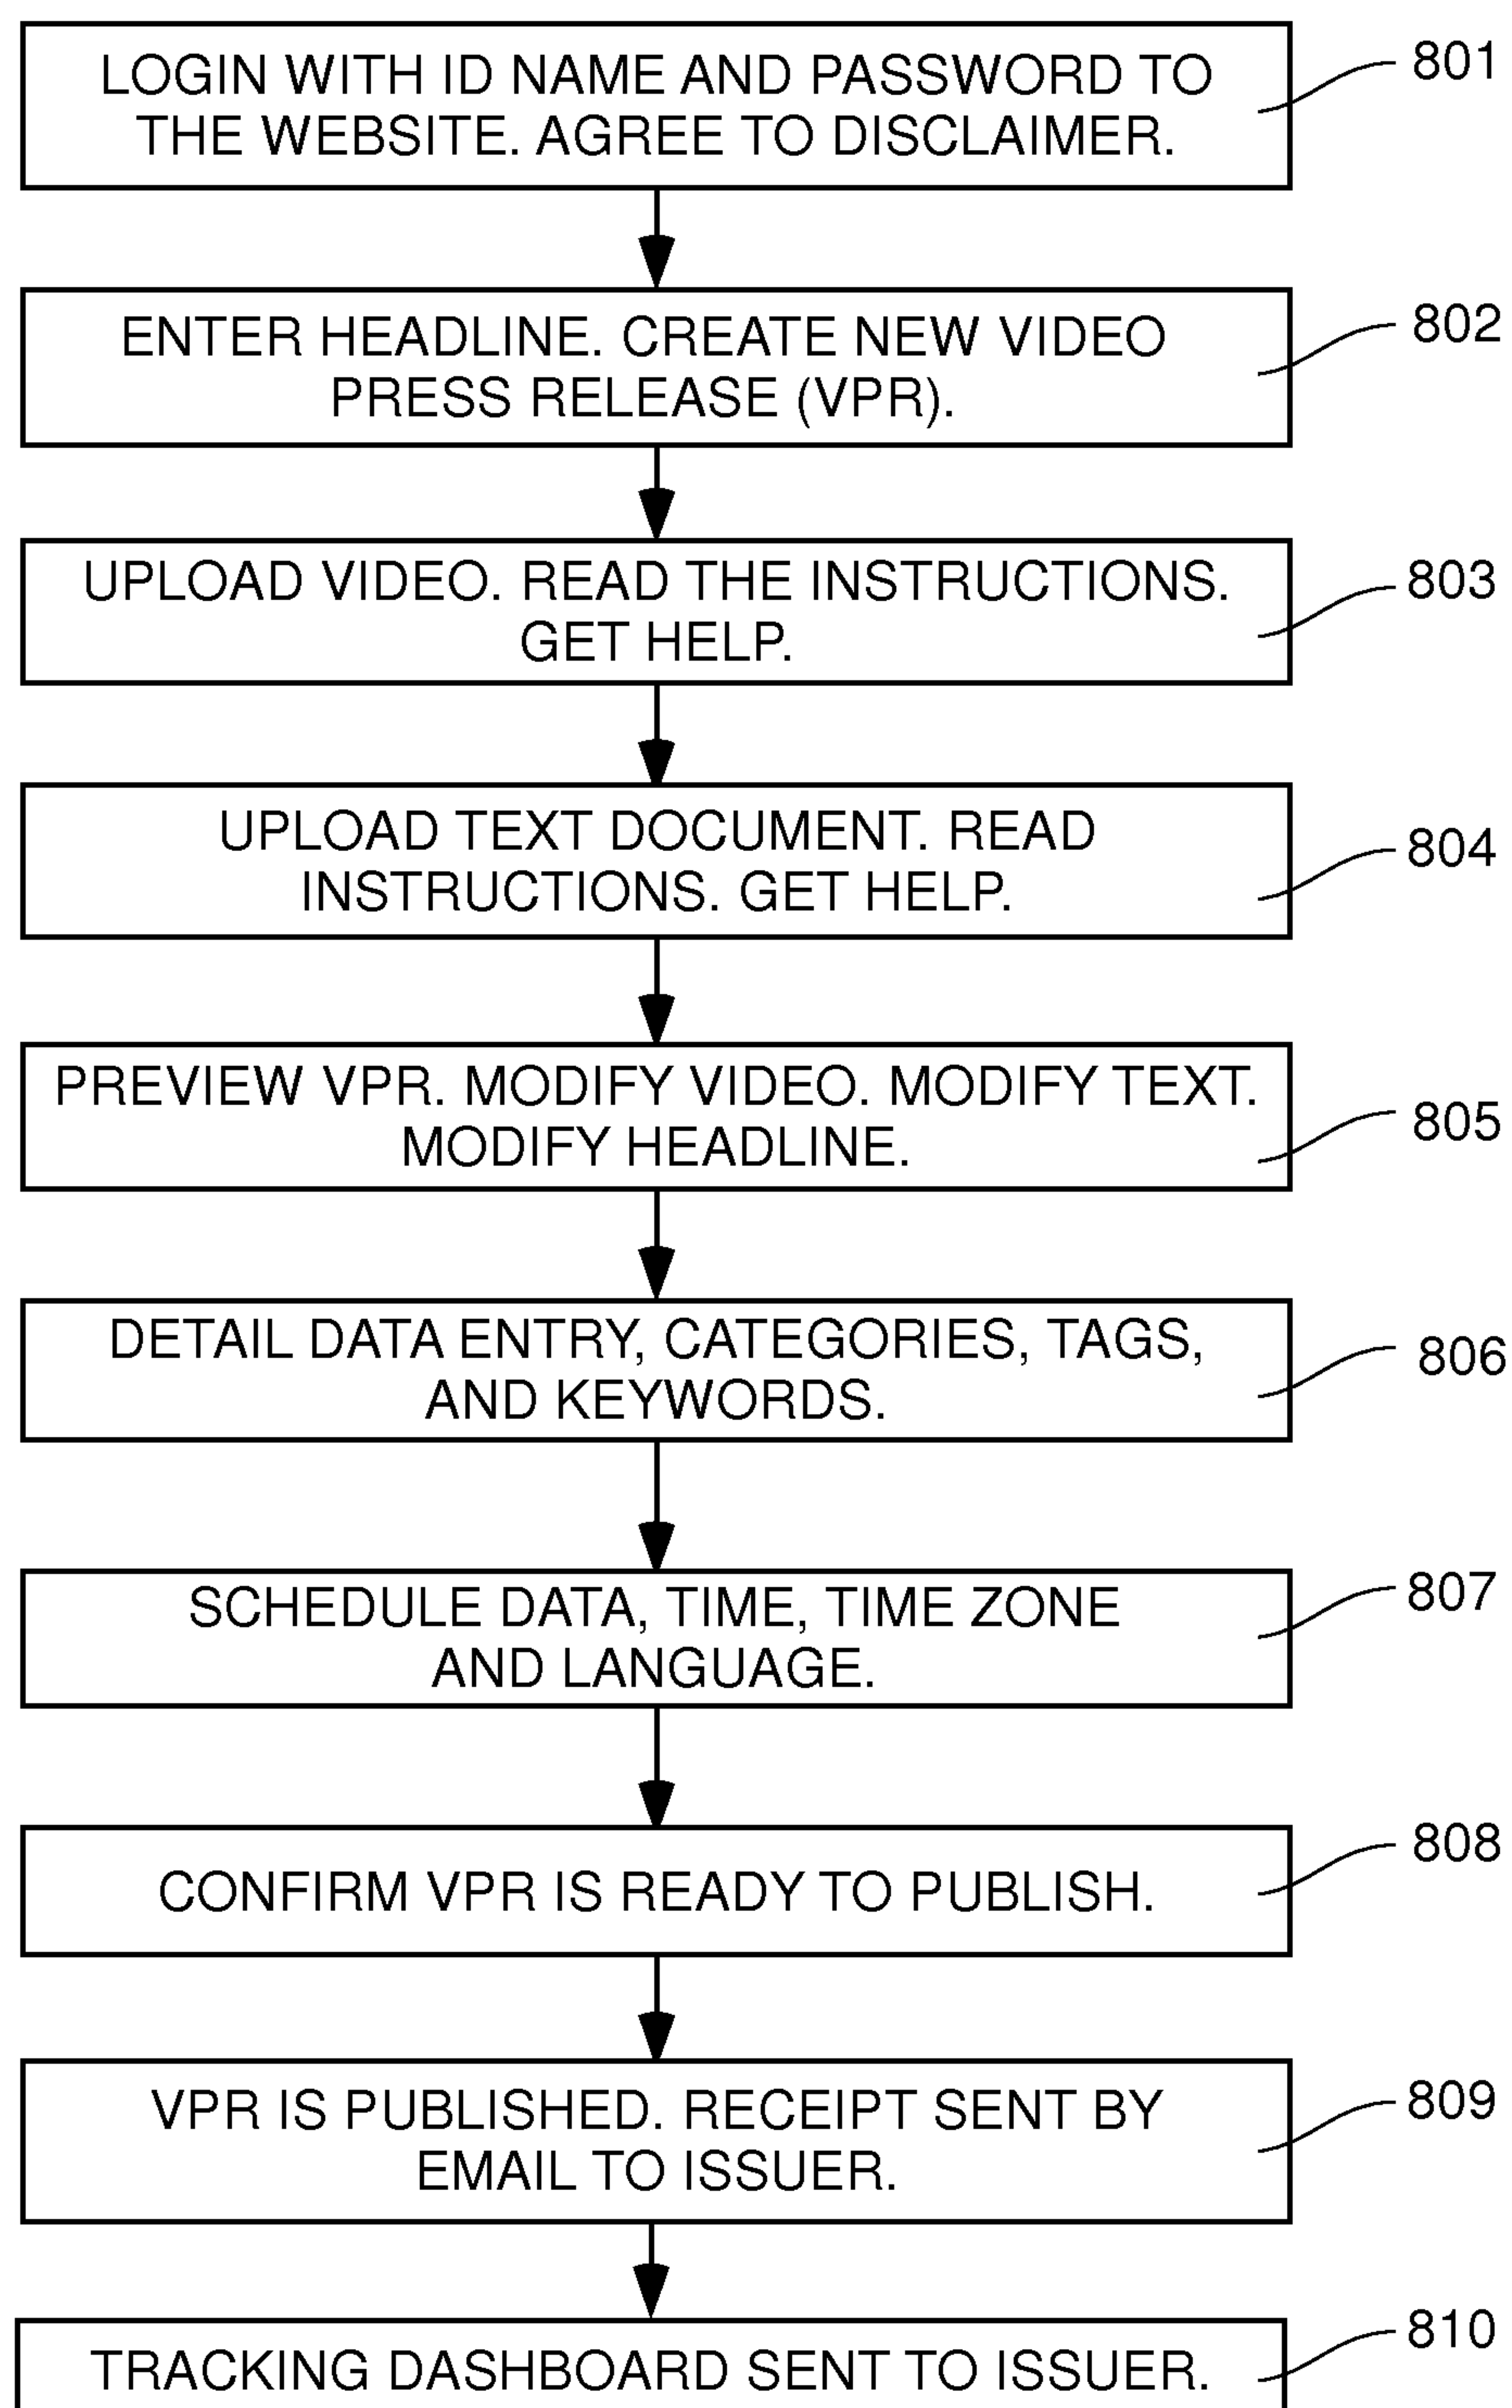 LOGIN WITH ID NAME AND PASSWORD TO
THE WEBSITE. AGREE TO DISCLAIMER.
801
ENTER HEADLINE. CREATE NEW VIDEO
PRESS RELEASE (VPR).
802
UPLOAD VIDEO. READ THE INSTRUCTIONS.
GET HELP.
803
UPLOAD TEXT DOCUMENT. READ
INSTRUCTIONS. GET HELP.
804
PREVIEW VPR. MODIFY VIDEO. MODIFY TEXT.
MODIFY HEADLINE.
805
DETAIL DATA ENTRY, CATEGORIES, TAGS,
AND KEYWORDS.
806
SCHEDULE DATA, TIME, TIME ZONE
AND LANGUAGE.
807
CONFIRM VPR IS READY TO PUBLISH.
808
VPR IS PUBLISHED. RECEIPT SENT BY
EMAIL TO ISSUER.
809
TRACKING DASHBOARD SENT TO ISSUER.
810